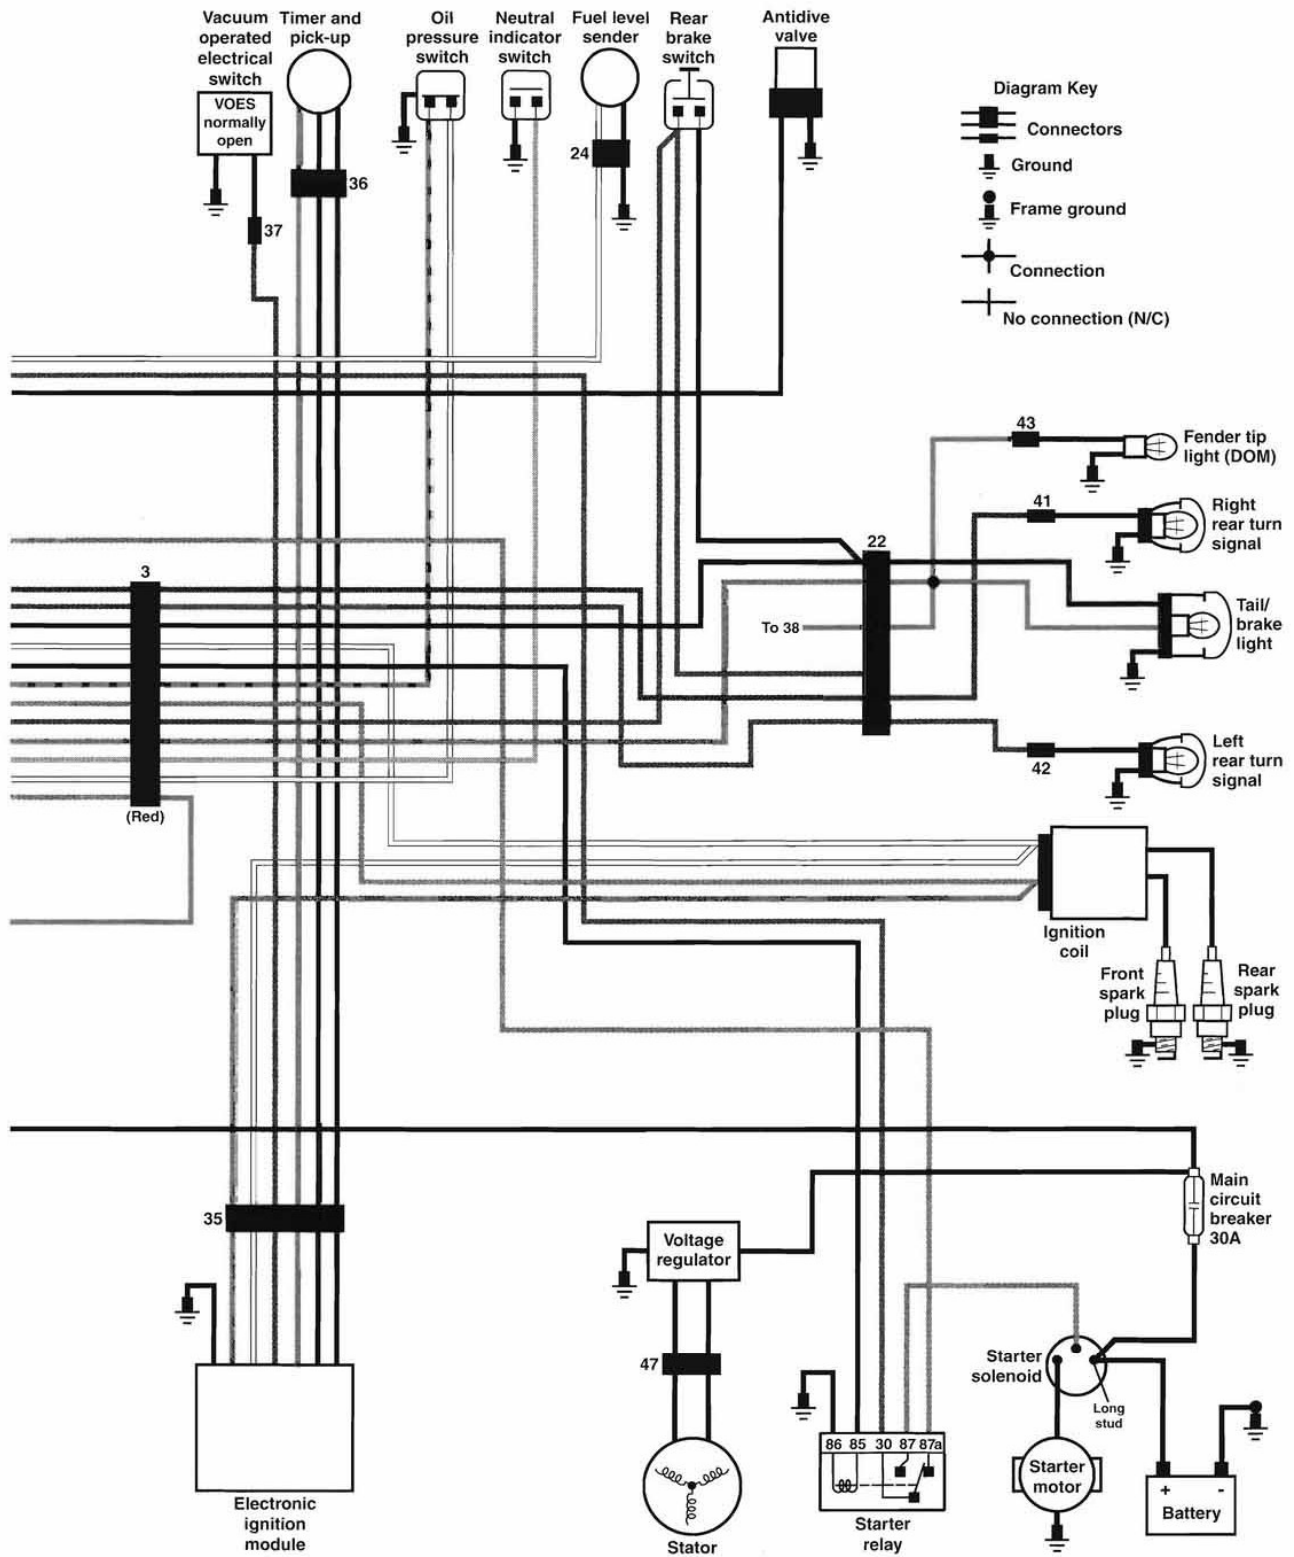 Vacuum
operated
electrical
switch
VOES
normally
open
Timer and
pick-up
Oil
pressure
switch
Neutral
indicator
switch
Fuel level
sender
Rear
brake
switch
Antidive
valve
Diagram Key
Connectors
Ground
Frame ground
Connection
No connection (N/C)
36
37
24
43
Fender tip
light (DOM)
41
Right
rear turn
signal
22
3
To 38
Tail/
brake
light
Left
rear turn
signal
42
(Red)
Ignition
coil
Front
spark
plug
Rear
spark
plug
35
Main
circuit
breaker
30A
Voltage
regulator
47
Starter
solenoid
Long
stud
86 85 30 87 87a
Starter
motor
+ -
Battery
Electronic
ignition
module
Stator
Starter
relay